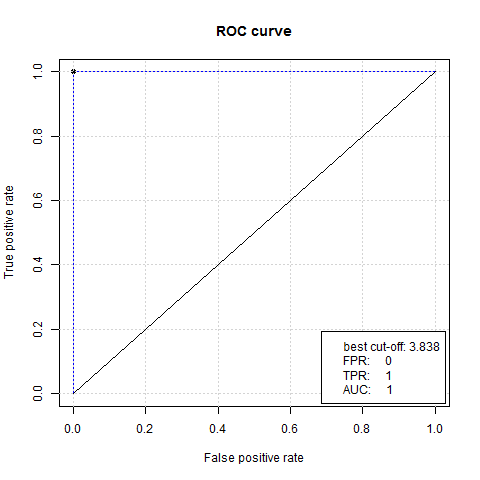 ROC curve
True positive rate
1.0
0.8
0.6
0.4
0.2
0.0
best cut-off: 3.838
FPR: 0
TPR: 1
AUC: 1
0.0 0.2 0.4 0.6 0.8 1.0
False positive rate